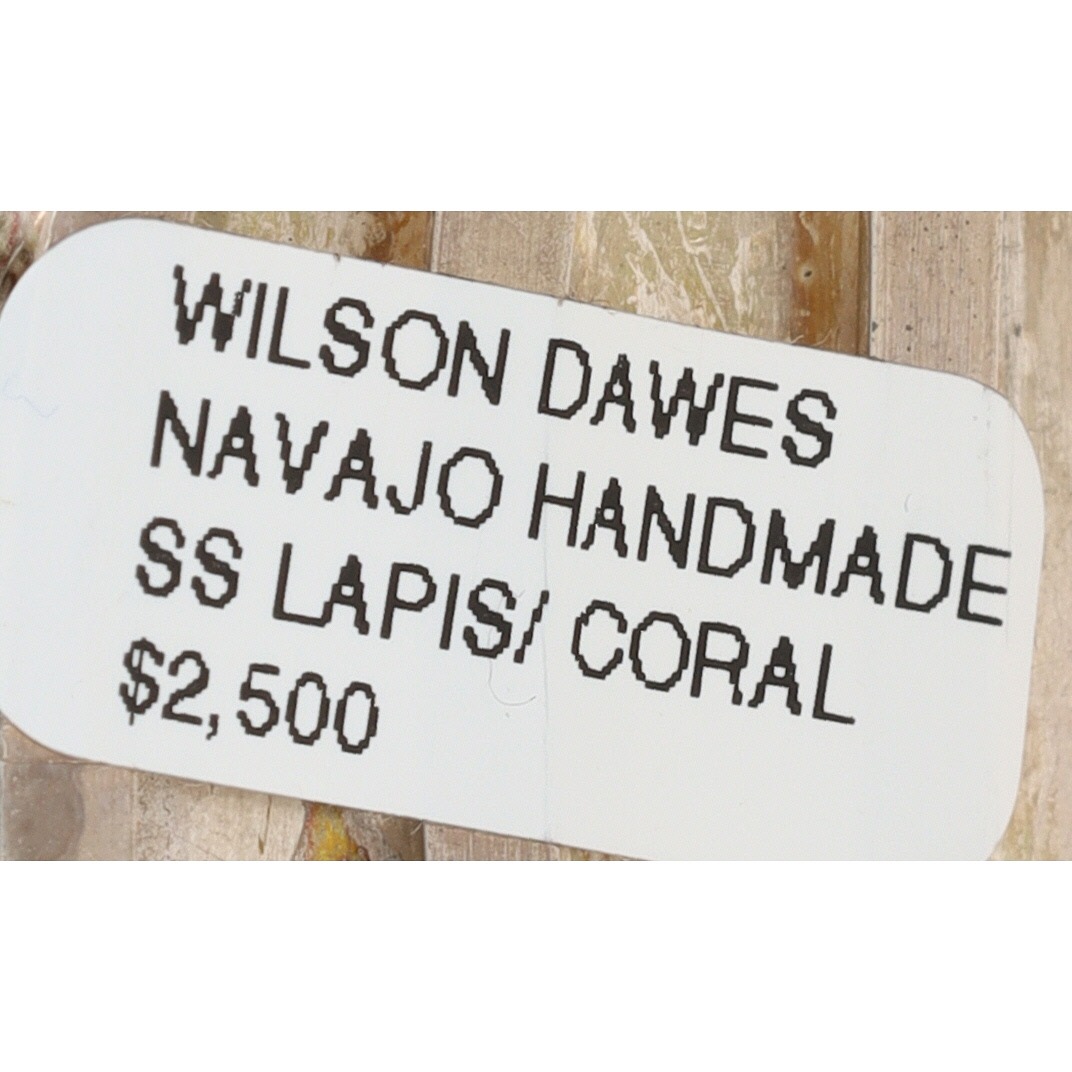 WILSON DAWES
NAVAJO HANDMADE
SS LAPIS/ CORAL
$2,500